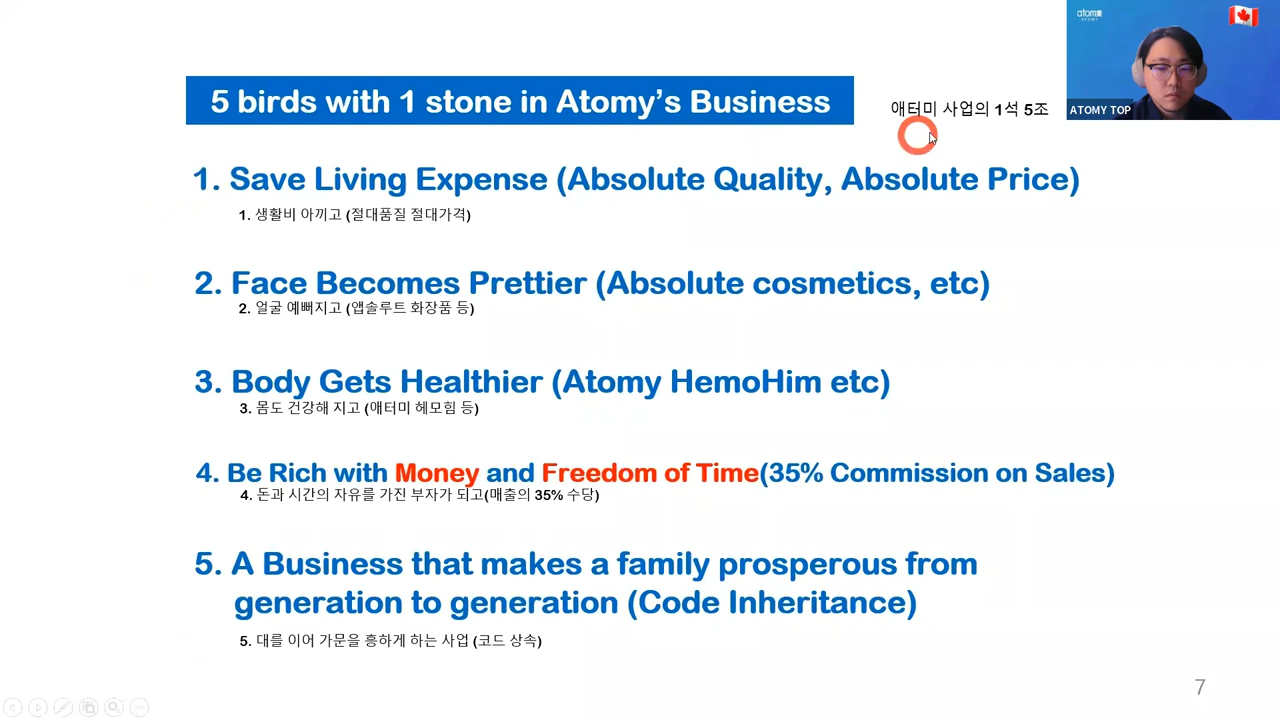 atom美
ATOMY
ATOMY TOP
5 birds with 1 stone in Atomy's Business
애터미 사업의 1석 5조
1. Save Living Expense (Absolute Quality, Absolute Price)
1. 생활비 아끼고 (절대품질 절대가격)
2. Face Becomes Prettier (Absolute cosmetics, etc)
2. 얼굴 예뻐지고 (앱솔루트 화장품 등)
3. Body Gets Healthier (Atomy HemoHim etc)
3. 몸도 건강해 지고 (애터미 헤모힘 등)
4. Be Rich with Money and Freedom of Time(35% Commission on Sales)
4. 돈과 시간의 자유를 가진 부자가 되고(매출의 35% 수당)
5. A Business that makes a family prosperous from
generation to generation (Code Inheritance)
5. 대를 이어 가문을 흥하게 하는 사업 (코드 상속)
7